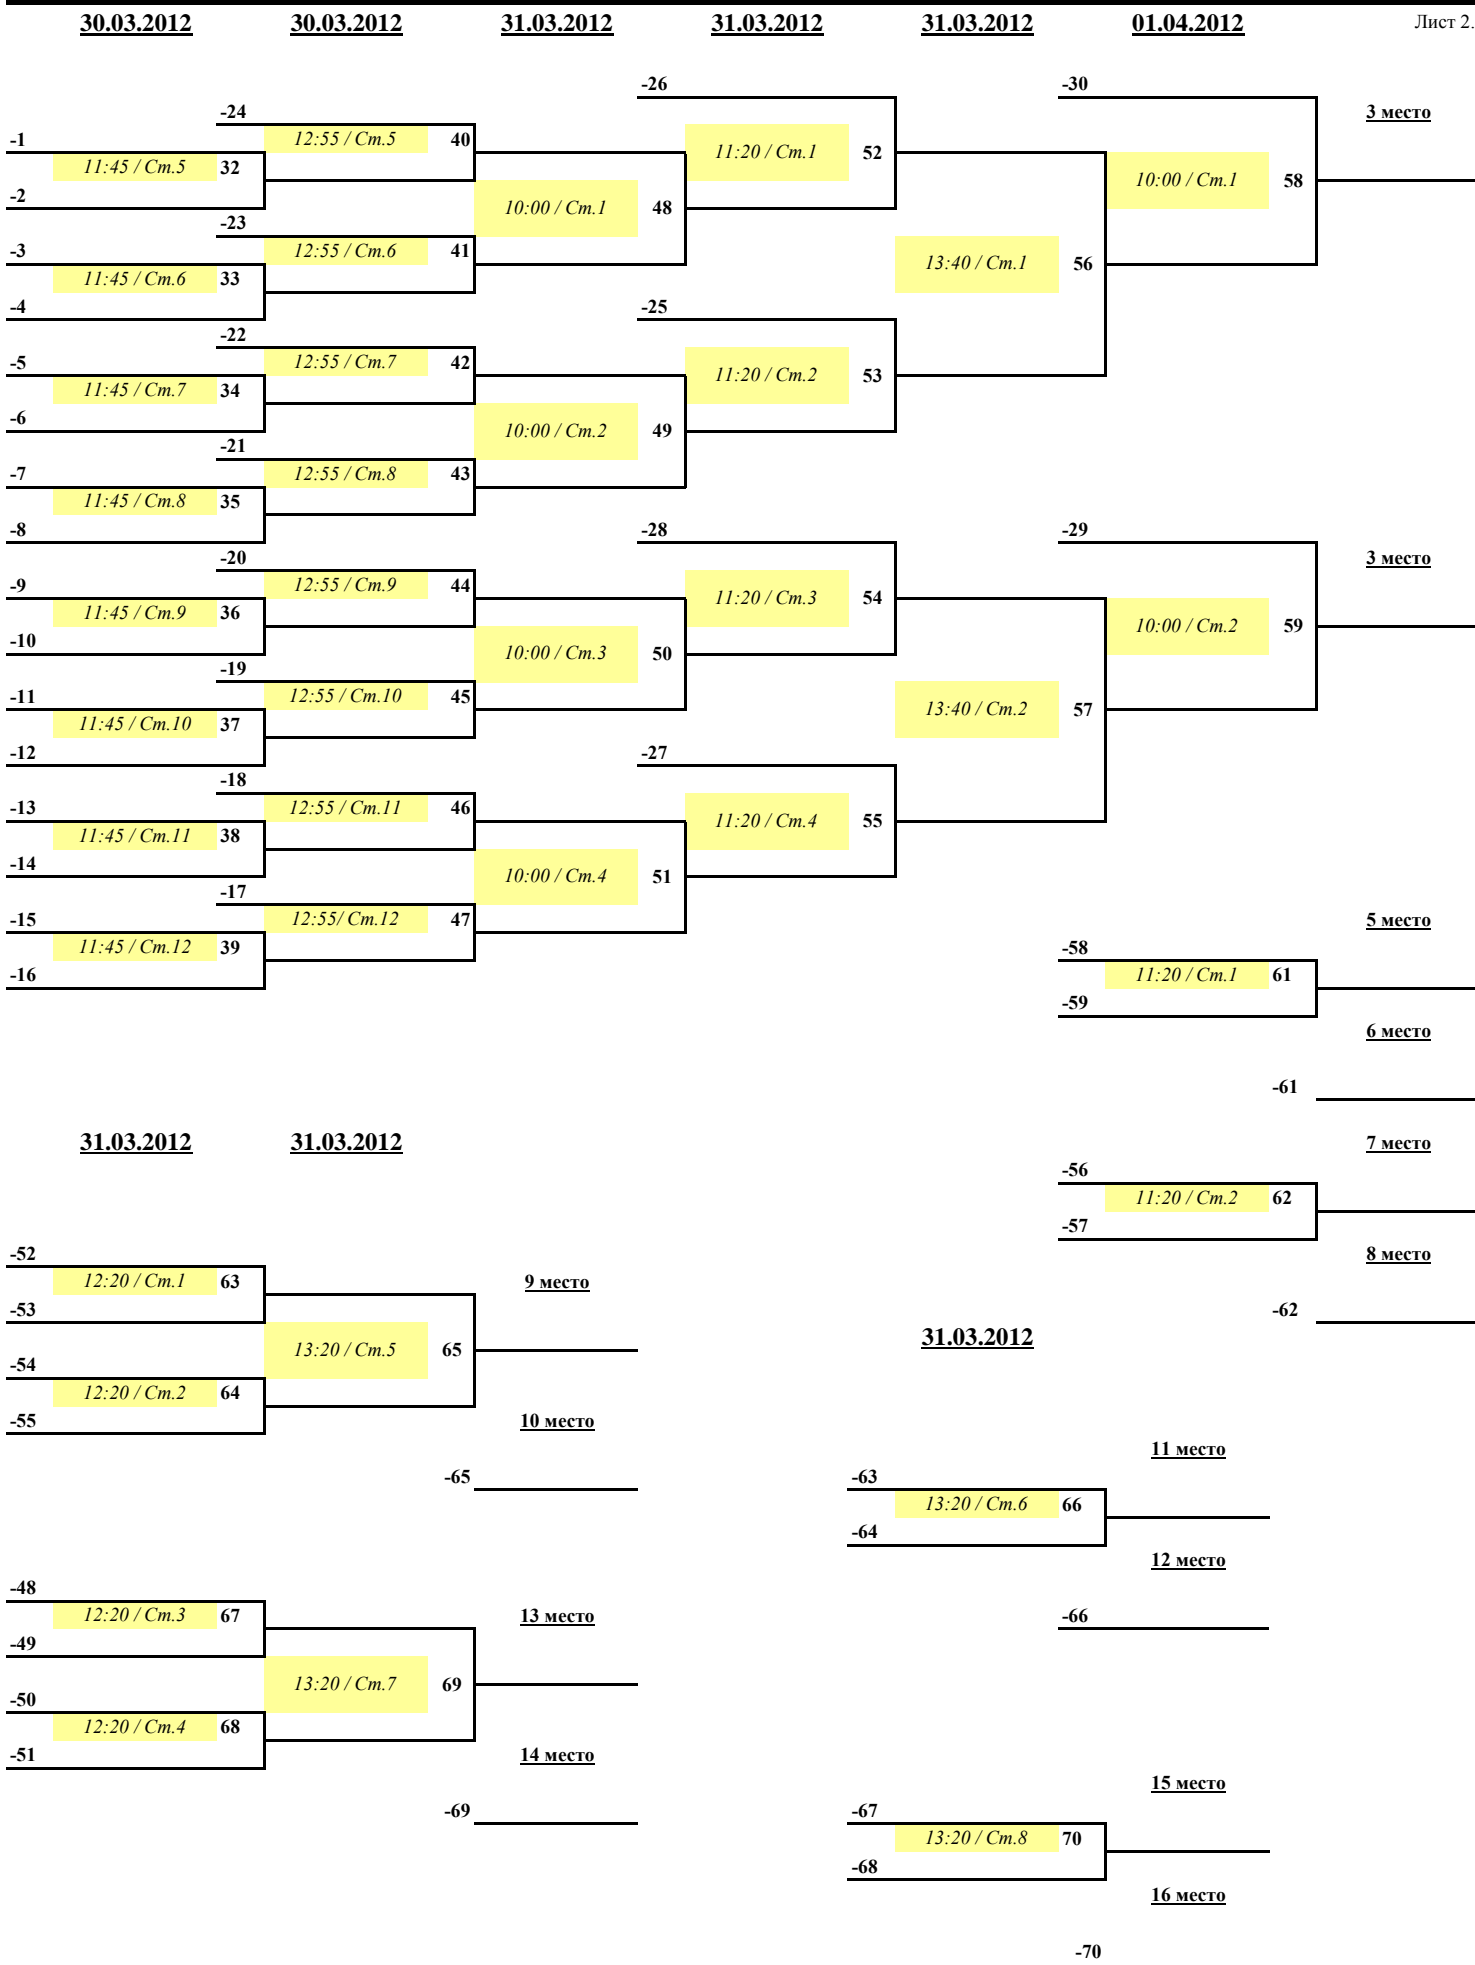 30.03.2012 30.03.2012 31.03.2012 31.03.2012 31.03.2012 01.04.2012 Лист 2.
-26 -30
-24 3 место
-1 12:55 / Ст.5 40
11:45 / Ст.5 32 11:20 / Ст.1 52
10:00 / Ст.1 58
-2 10:00 / Ст.1 48
-23
-3 12:55 / Ст.6 41
13:40 / Ст.1 56
11:45 / Ст.6 33
-4 -25
-22
-5 12:55 / Ст.7 42
11:20 / Ст.2 53
11:45 / Ст.7 34
-6
10:00 / Ст.2 49
-21
-7 12:55 / Ст.8 43
11:45 / Ст.8 35
-8 -28 -29
-20 3 место
-9 12:55 / Ст.9 44
11:20 / Ст.3 54
11:45 / Ст.9 36
10:00 / Ст.2 59
-10
10:00 / Ст.3 50
-19
-11 12:55 / Ст.10 45
13:40 / Ст.2 57
11:45 / Ст.10 37
-12 -27
-18
-13 12:55 / Ст.11 46
11:20 / Ст.4 55
11:45 / Ст.11 38
-14
10:00 / Ст.4 51
-17
-15 12:55/ Ст.12 47 5 место
11:45 / Ст.12 39 -58
-16 11:20 / Ст.1 61
-59
6 место
-61
31.03.2012 31.03.2012 7 место
-56
11:20 / Ст.2 62
-57
-52 8 место
12:20 / Ст.1 63 9 место
-53 -62
31.03.2012
13:20 / Ст.5 65
-54
12:20 / Ст.2 64
-55 10 место
11 место
-65 -63
13:20 / Ст.6 66
-64
12 место
-48
12:20 / Ст.3 67 13 место -66
-49
13:20 / Ст.7 69
-50
12:20 / Ст.4 68
-51 14 место
15 место
-69 -67
13:20 / Ст.8 70
-68
16 место
-70